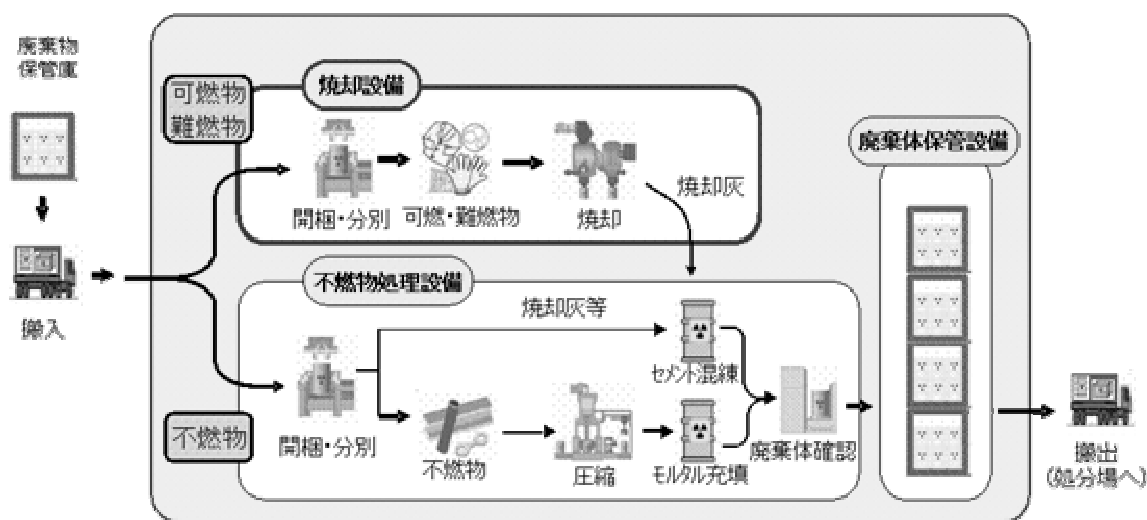 廃棄物
保管庫
搬入
可燃物
難燃物
焼却設備
開梱・分別
可燃・難燃物
焼却
焼却灰
不燃物処理設備
焼却灰等
セメント混練
不燃物
開梱・分別
不燃物
圧縮
モルタル充填
廃棄体確認
廃棄体保管設備
搬出
(処分場へ)